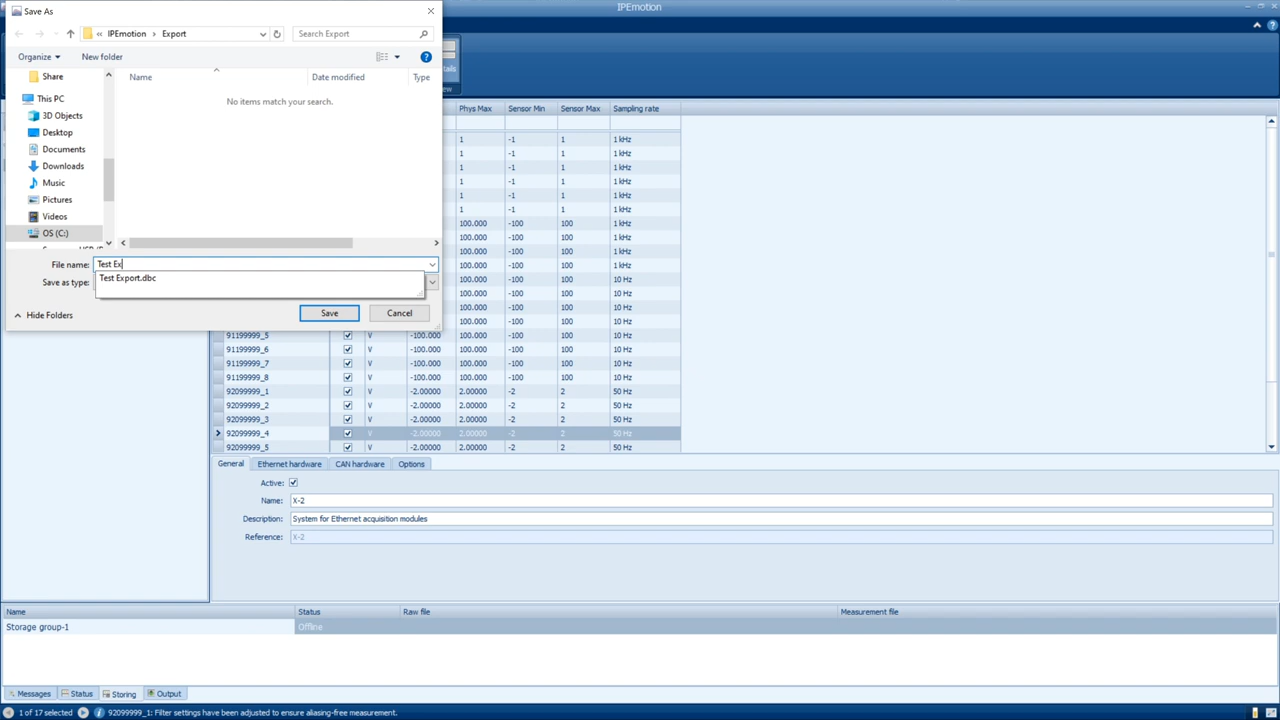 Save As
IPEmotion
« IPEmotion > Export
Search Export
Organize
New folder
Share
This PC
3D Objects
Desktop
Documents
Downloads
Music
Pictures
Videos
OS (C:)
Name
Date modified
Type
No items match your search.
File name:
Test Ex
Save as type:
Test Export.dbc
Hide Folders
Save
Cancel
Phys Max Sensor Min Sensor Max Sampling rate
1 -1 1 1 kHz
1 -1 1 1 kHz
1 -1 1 1 kHz
1 -1 1 1 kHz
1 -1 1 1 kHz
1 -1 1 1 kHz
100.000 -100 100 1 kHz
100.000 -100 100 1 kHz
100.000 -100 100 1 kHz
100.000 -100 100 1 kHz
100.000 -100 100 10 Hz
100.000 -100 100 10 Hz
100.000 -100 100 10 Hz
100.000 -100 100 10 Hz
91199999_5 V -100.000 100.000 -100 100 10 Hz
91199999_6 V -100.000 100.000 -100 100 10 Hz
91199999_7 V -100.000 100.000 -100 100 10 Hz
91199999_8 V -100.000 100.000 -100 100 10 Hz
92099999_1 V -2.00000 2.00000 -2 2 50 Hz
92099999_2 V -2.00000 2.00000 -2 2 50 Hz
92099999_3 V -2.00000 2.00000 -2 2 50 Hz
92099999_4 V -2.00000 2.00000 -2 2 50 Hz
92099999_5 V -2.00000 2.00000 -2 2 50 Hz
General Ethernet hardware CAN hardware Options
Active:
Name: X-2
Description: System for Ethernet acquisition modules
Reference: X-2
Name Status Raw file Measurement file
Storage group-1 Offline
Messages Status Storing Output
1 of 17 selected 92099999_1: Filter settings have been adjusted to ensure aliasing-free measurement.